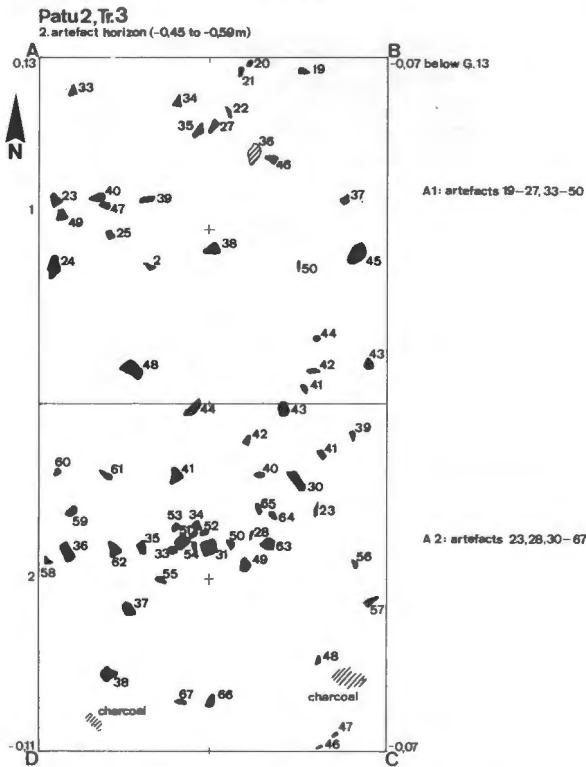 Patu2,Tr.3
2. artefact horizon (-0,45 to -0,59m)
A B
0.13 -0,07 below G.13
20
21 19
33
34
22
35 27
36
46
23 40 39 37
A1: artefacts 19-27, 33-50
1 47
49
25
38
24 2 50 45
44
48 42 43
41
44 43
42 39
41
60 61 41 40
30
59 65 64 23
53 34 52
51
A 2: artefacts 23,28,30-67
36 62 35 33 54 31 50 28 63
58 49 56
2 55
37 57
48
38 charcoal
67 66
charcoal
47
46
-0.11 -0,07
D C
N